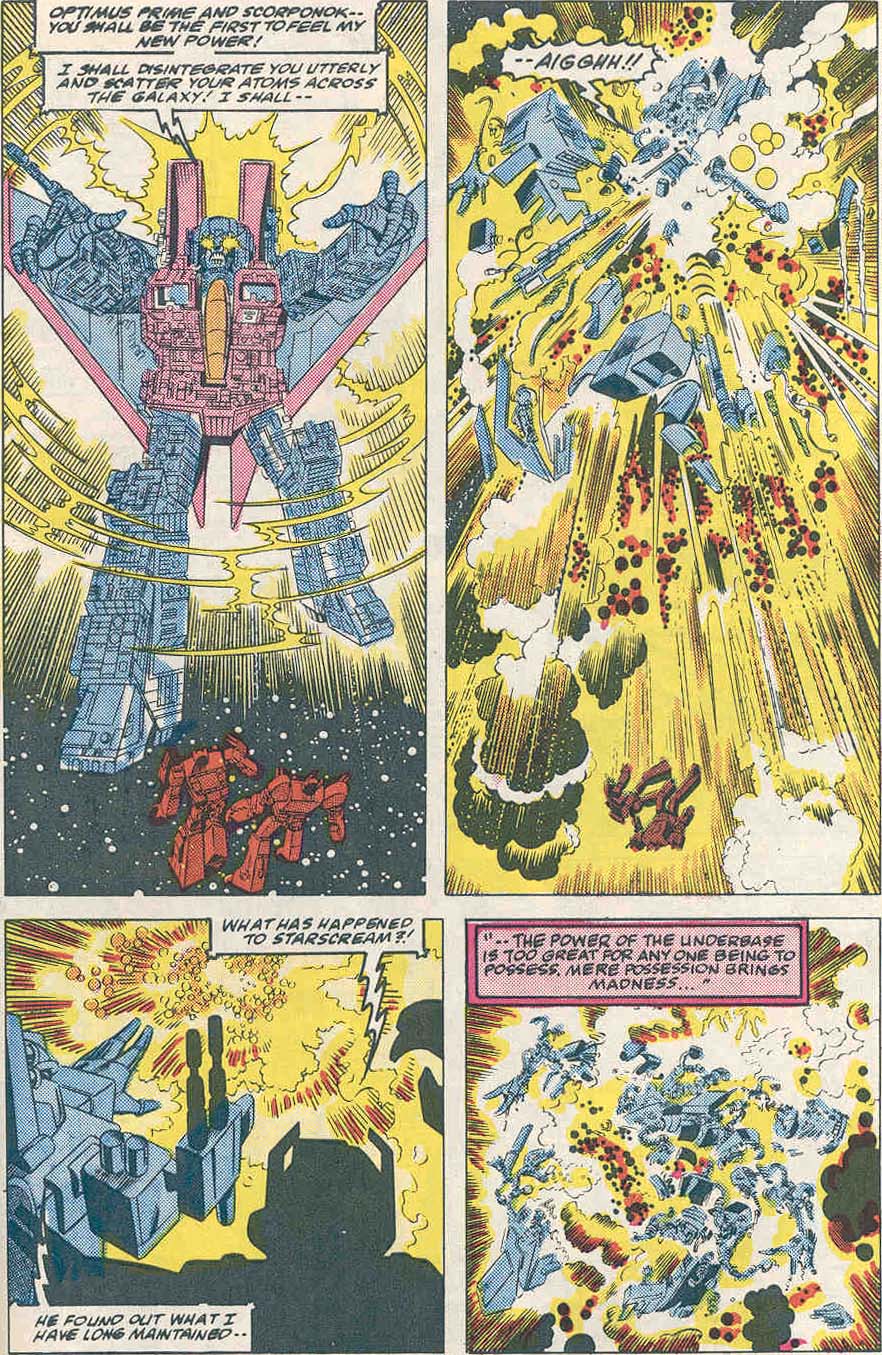 OPTIMUS PRIME AND SCORPONOK--
YOU SHALL BE THE FIRST TO FEEL MY
NEW POWER!
I SHALL DISINTEGRATE YOU UTTERLY
AND SCATTER YOUR ATOMS ACROSS
THE GALAXY! I SHALL--
--AIGGHH!!
WHAT HAS HAPPENED
TO STARSCREAM?!
HE FOUND OUT WHAT I
HAVE LONG MAINTAINED--
"--THE POWER OF THE UNDERBASE
IS TOO GREAT FOR ANY ONE BEING TO
POSSESS. MERE POSSESSION BRINGS
MADNESS..."